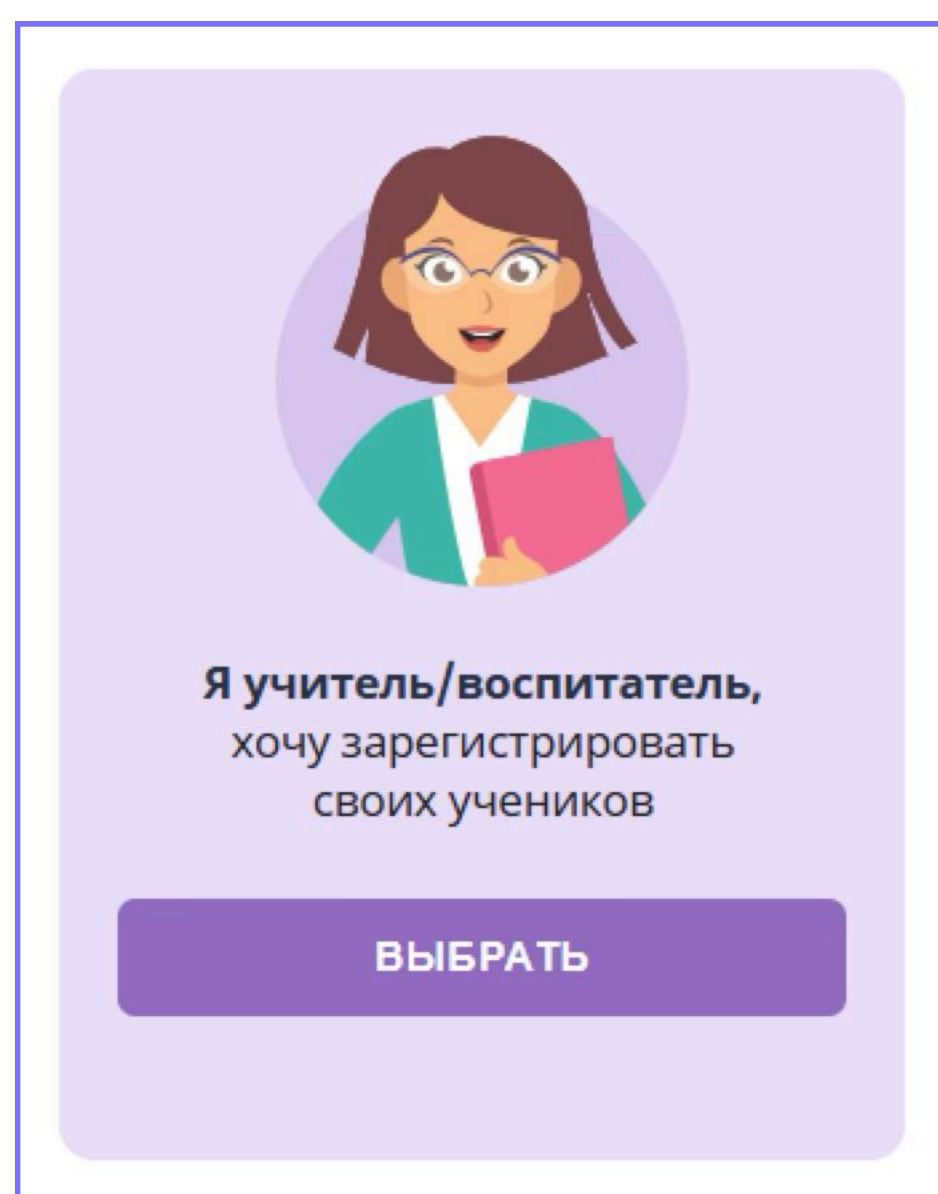 Я учитель/воспитатель,
хочу зарегистрировать
своих учеников
ВЫБРАТЬ